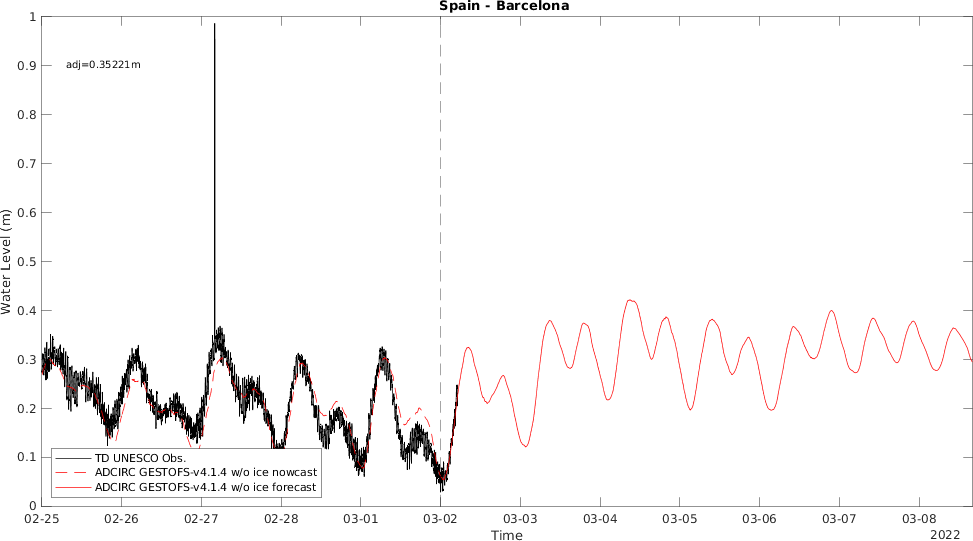 Spain - Barcelona
1
0.9
adj=0.35221m
0.8
0.7
0.6
0.5
0.4
0.3
0.2
0.1
0
Water Level (m)
TD UNESCO Obs.
ADCIRC GESTOFS-v4.1.4 w/o ice nowcast
ADCIRC GESTOFS-v4.1.4 w/o ice forecast
02-25 02-26 02-27 02-28 03-01 03-02 03-03 03-04 03-05 03-06 03-07 03-08
Time
2022